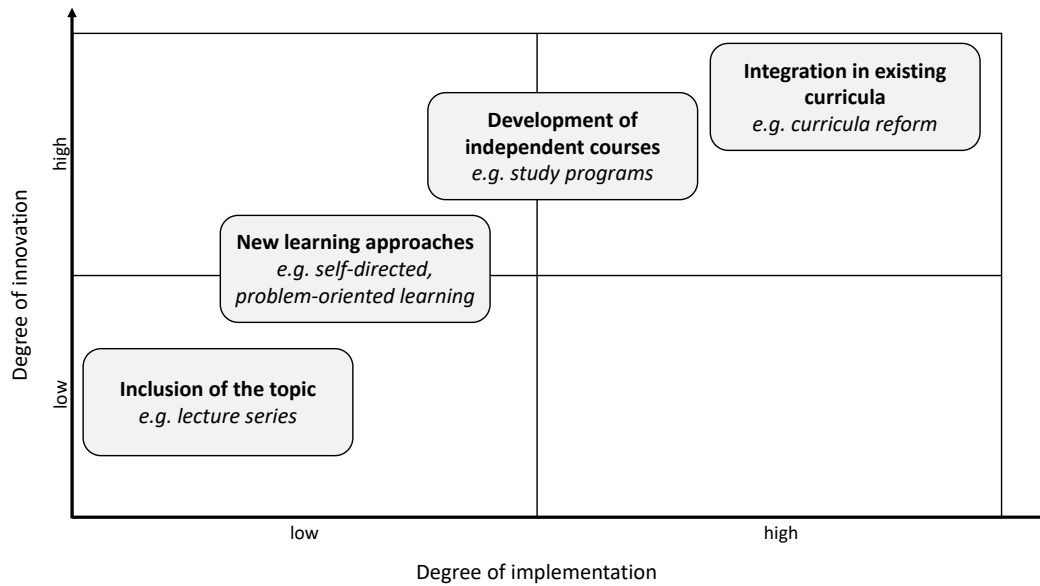 Integration in existing
curricula
e.g. curricula reform
Development of
independent courses
e.g. study programs
New learning approaches
e.g. self-directed,
problem-oriented learning
Inclusion of the topic
e.g. lecture series
Degree of innovation
high
low
low
high
Degree of implementation